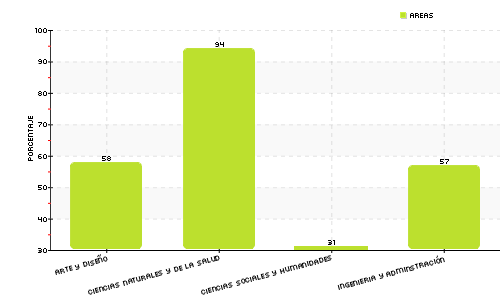 AREAS
100
90
80
70
60
50
40
30
PORCENTAJE
58
94
31
57
ARTE Y DISEÑO
CIENCIAS NATURALES Y DE LA SALUD
CIENCIAS SOCIALES Y HUMANIDADES
INGENIERIA Y ADMINSTRACIÓN